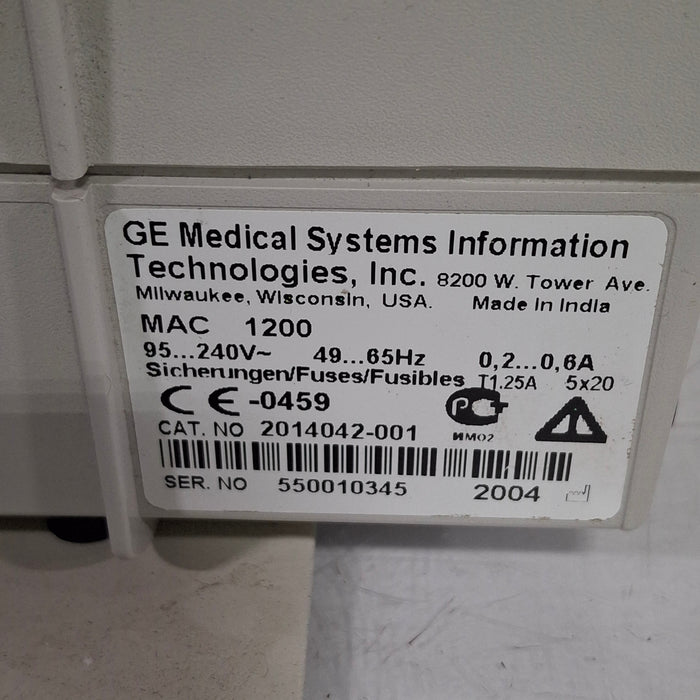 GE Medical Systems Information
Technologies, Inc. 8200 W. Tower Ave.
Milwaukee, Wisconsin, USA. Made in India
MAC 1200
95...240V~ 49...65Hz 0,2...0,6A
Sicherungen/Fuses/Fusibles T1.25A 5x20
CE-0459
PCT
ИМ02
CAT. NO 2014042-001
SER. NO 550010345 2004